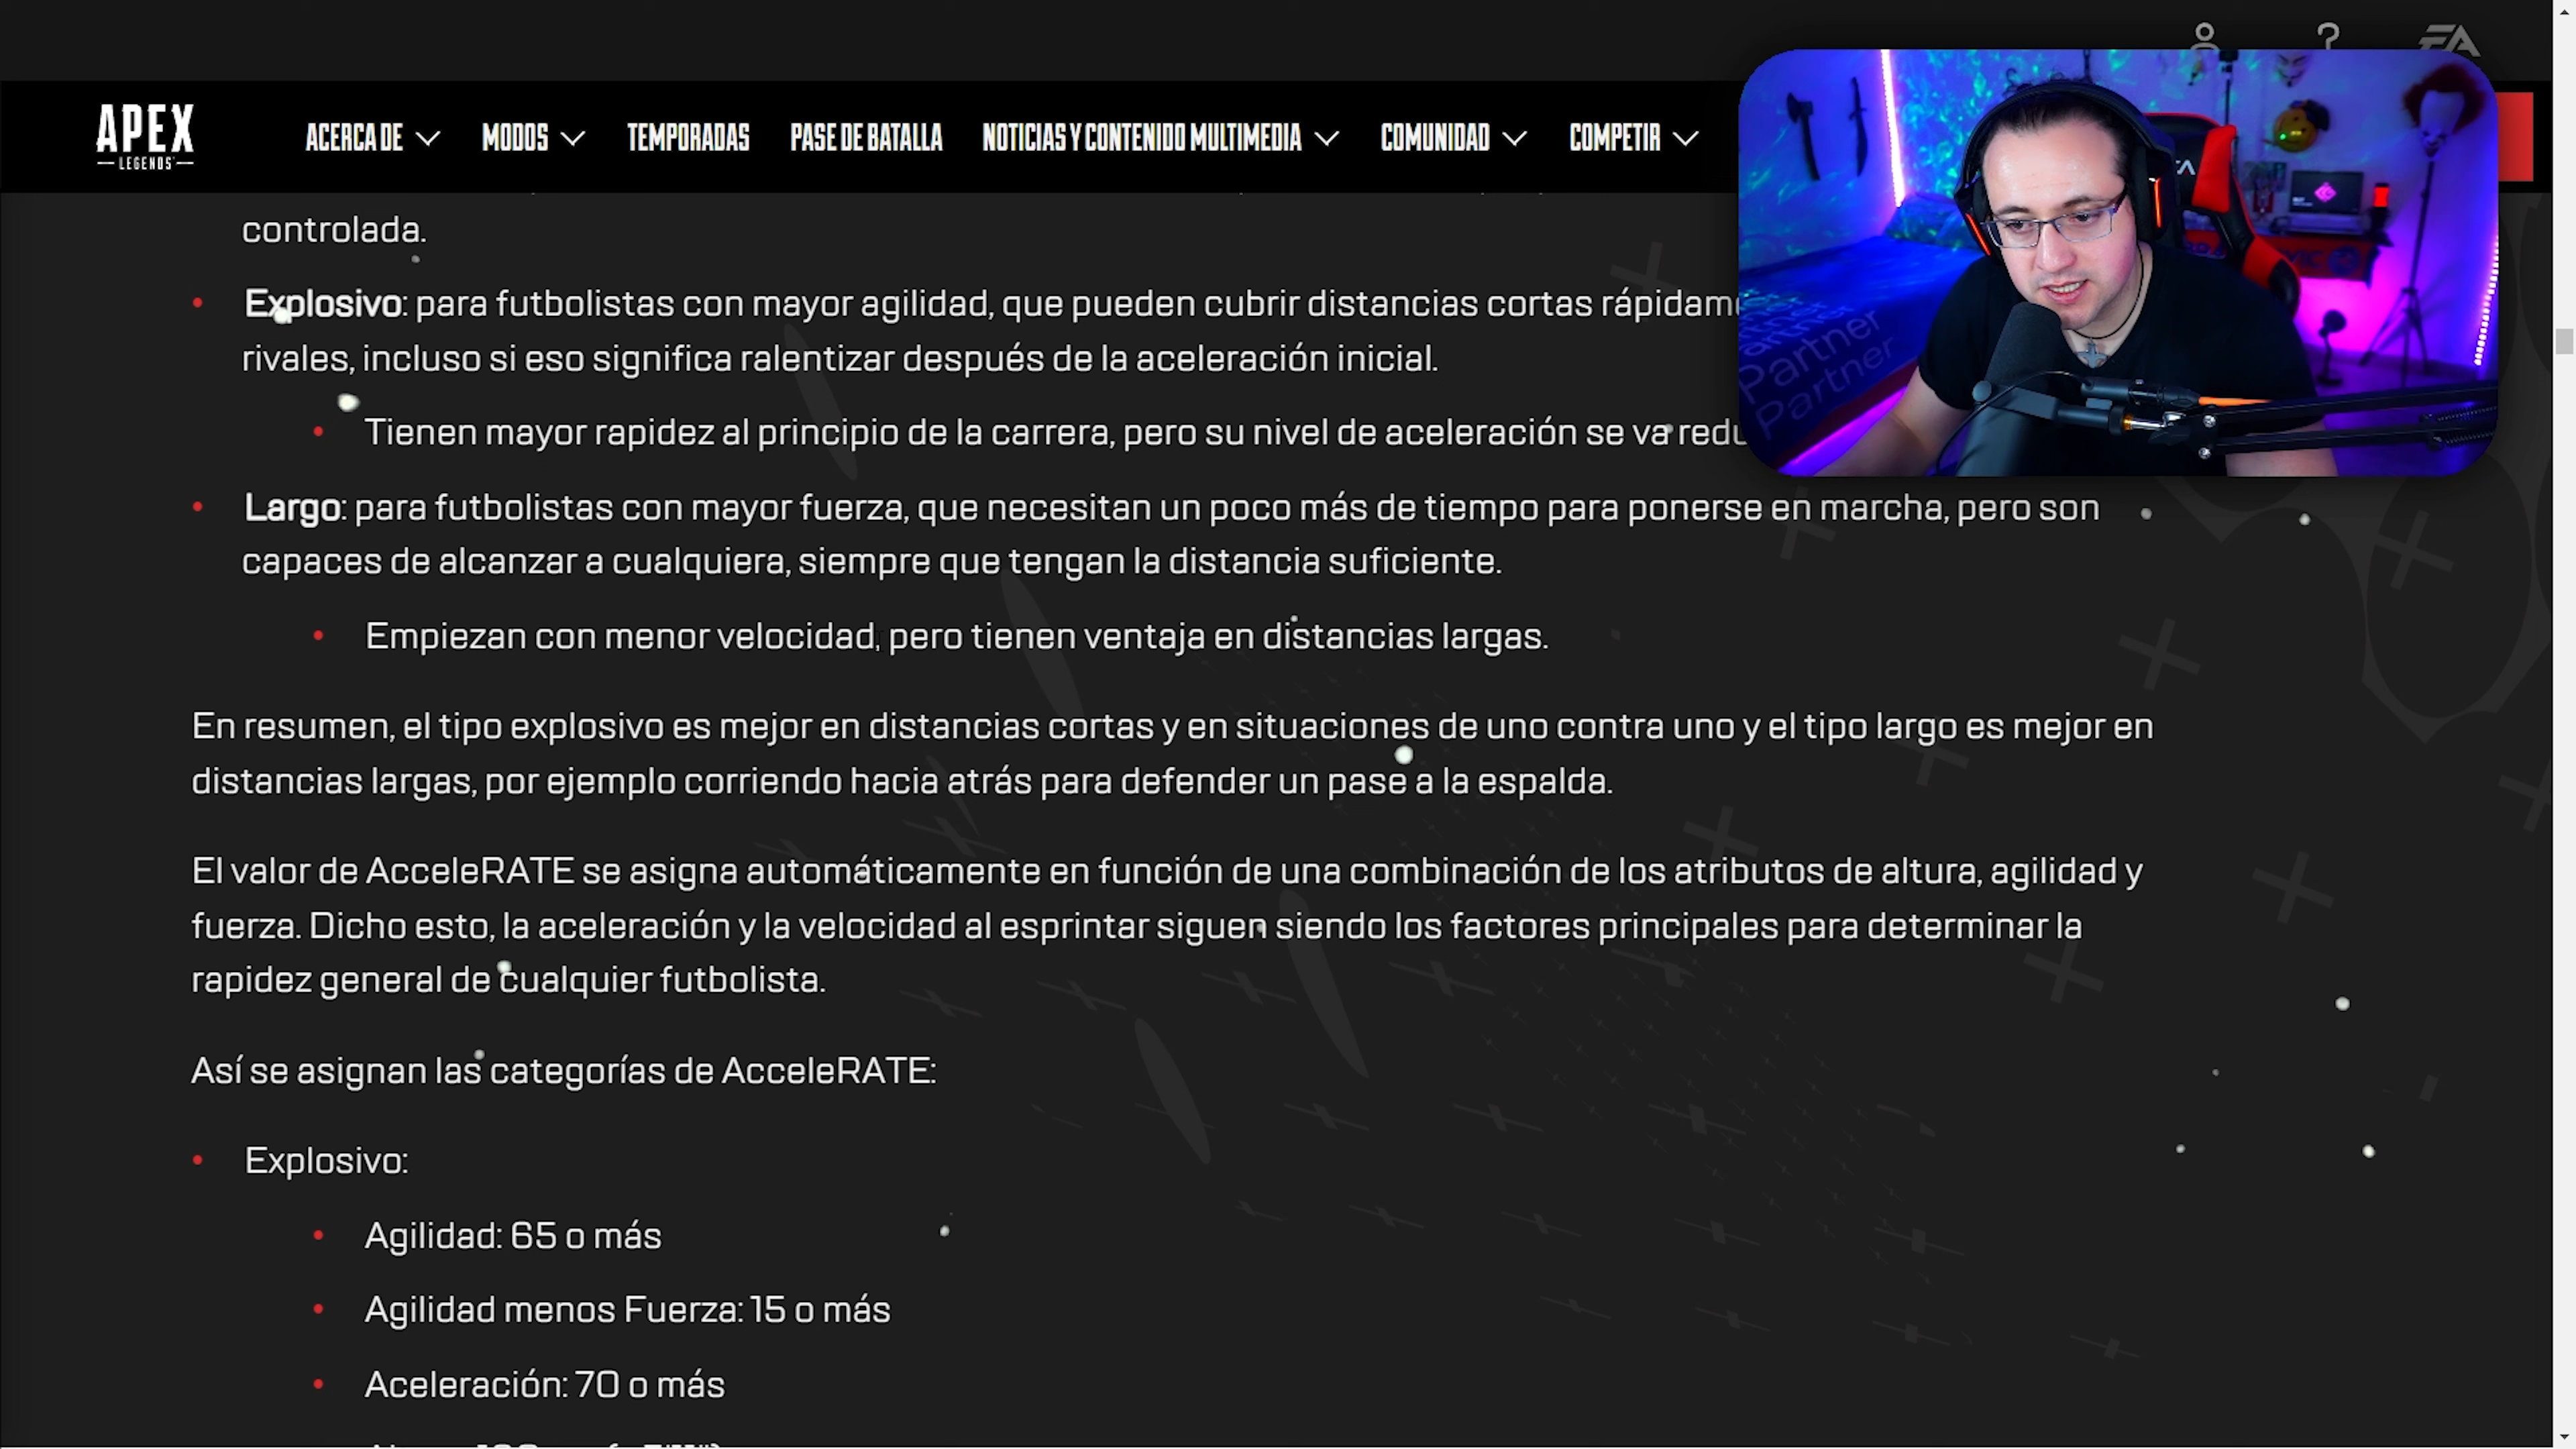 EA
APEX
LEGENDS
ACERCA DE
MODOS
TEMPORADAS
PASE DE BATALLA
NOTICIAS Y CONTENIDO MULTIMEDIA
COMUNIDAD
COMPETIR
controlada.
Explosivo: para futbolistas con mayor agilidad, que pueden cubrir distancias cortas
rivales, incluso si eso significa ralentizar después de la aceleración inicial.
Tienen mayor rapidez al principio de la carrera, pero su nivel de aceleración se va
Largo: para futbolistas con mayor fuerza, que necesitan un poco más de tiempo para ponerse en marcha, pero son
capaces de alcanzar a cualquiera, siempre que tengan la distancia suficiente.
Empiezan con menor velocidad, pero tienen ventaja en distancias largas.
En resumen, el tipo explosivo es mejor en distancias cortas y en situaciones de uno contra uno y el tipo largo es mejor en
distancias largas, por ejemplo corriendo hacia atrás para defender un pase a la espalda.
El valor de AcceleRATE se asigna automáticamente en función de una combinación de los atributos de altura, agilidad y
fuerza. Dicho esto, la aceleración y la velocidad al esprintar siguen siendo los factores principales para determinar la
rapidez general de cualquier futbolista.
Así se asignan las categorías de AcceleRATE:
Explosivo:
Agilidad: 65 o más
Agilidad menos Fuerza: 15 o más
Aceleración: 70 o más
Partner
Partner